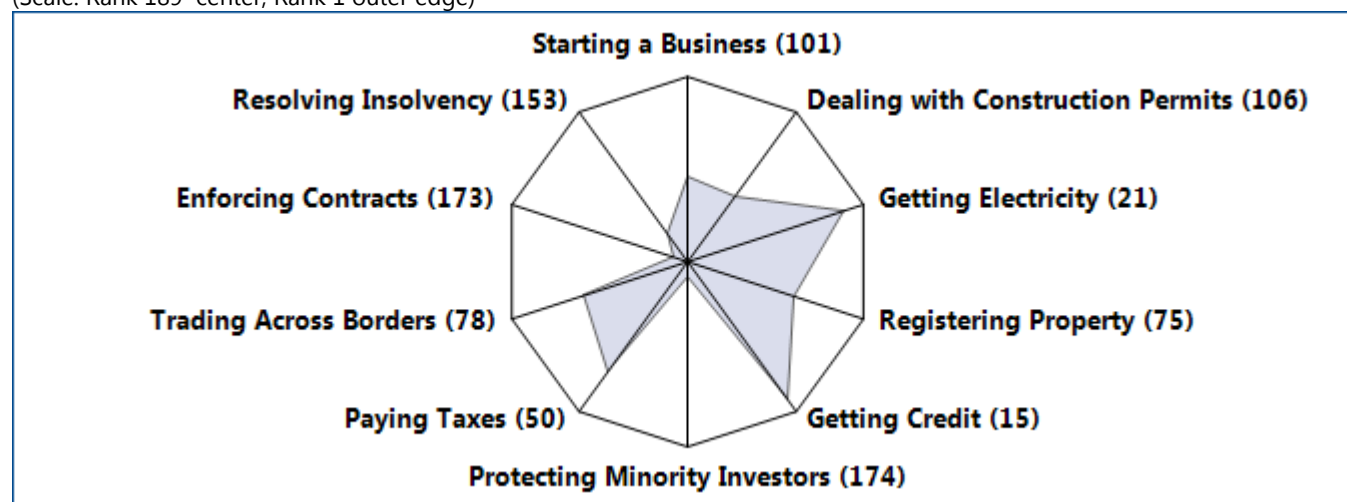 (Scale: Rank 189 center, Rank 1 outer edge)
Starting a Business (101)
Resolving Insolvency (153)
Dealing with Construction Permits (106)
Enforcing Contracts (173)
Getting Electricity (21)
Trading Across Borders (78)
Registering Property (75)
Paying Taxes (50)
Getting Credit (15)
Protecting Minority Investors (174)